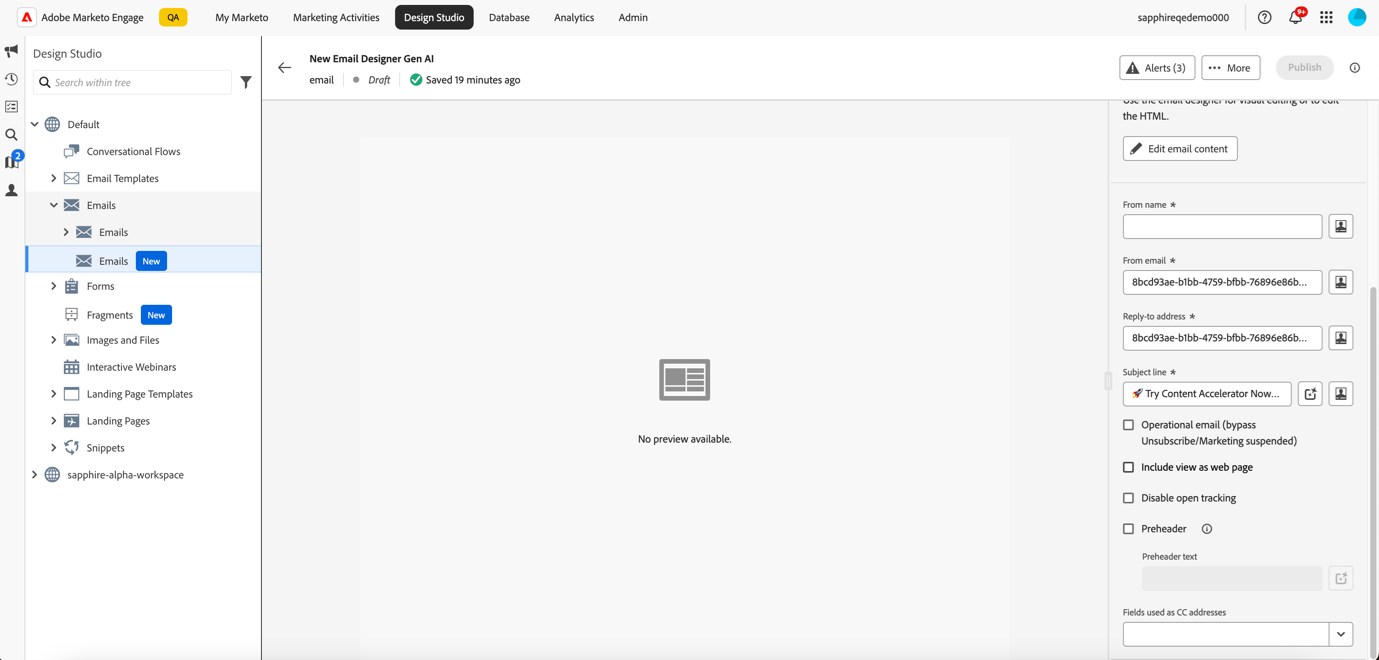 Adobe Marketo Engage
QA
My Marketo
Marketing Activities
Design Studio
Database
Analytics
Admin
sapphireqedemo000
9+
2
Design Studio
Search within tree
Default
Conversational Flows
Email Templates
Emails
Emails
Emails New
Forms
Fragments New
Images and Files
Interactive Webinars
Landing Page Templates
Landing Pages
Snippets
sapphire-alpha-workspace
New Email Designer Gen AI
email
Draft
Saved 19 minutes ago
Alerts (3)
More
Publish
No preview available.
Use the email designer for visual editing or to edit
the HTML.
Edit email content
From name *
From email *
8bcd93ae-b1bb-4759-bfbb-76896e86b...
Reply-to address *
8bcd93ae-b1bb-4759-bfbb-76896e86b...
Subject line *
🚀 Try Content Accelerator Now...
Operational email (bypass
Unsubscribe/Marketing suspended)
Include view as web page
Disable open tracking
Preheader
Preheader text
Fields used as CC addresses